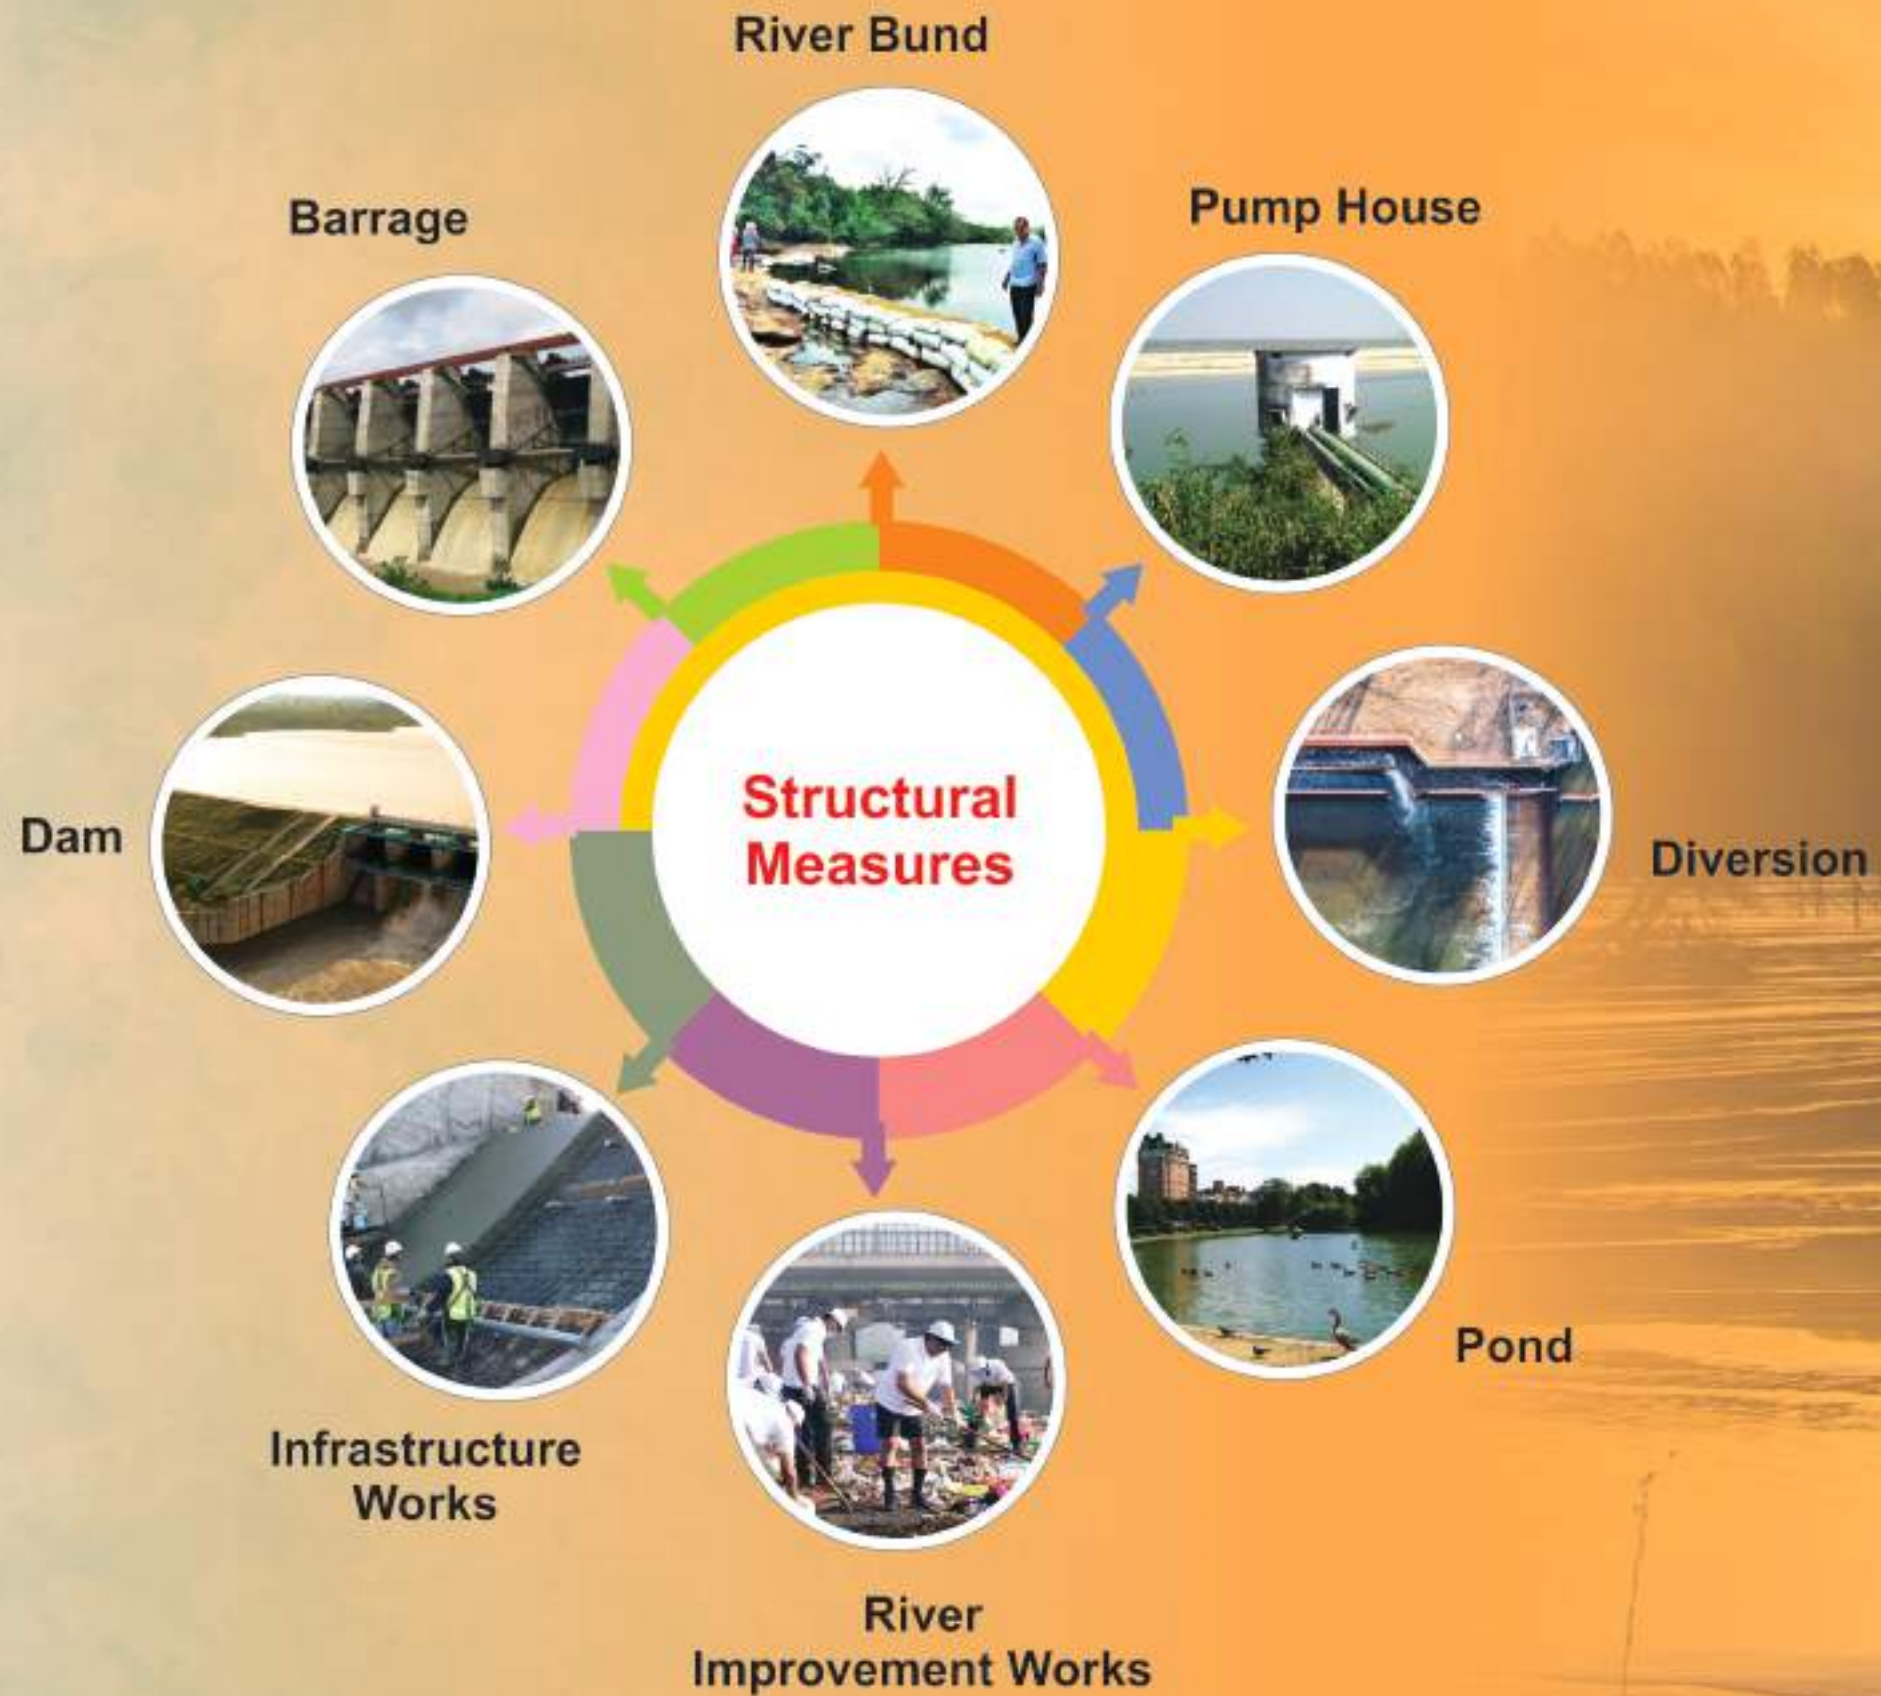 River Bund
Barrage
Pump House
Structural
Measures
Dam
Diversion
Pond
Infrastructure
Works
River
Improvement Works